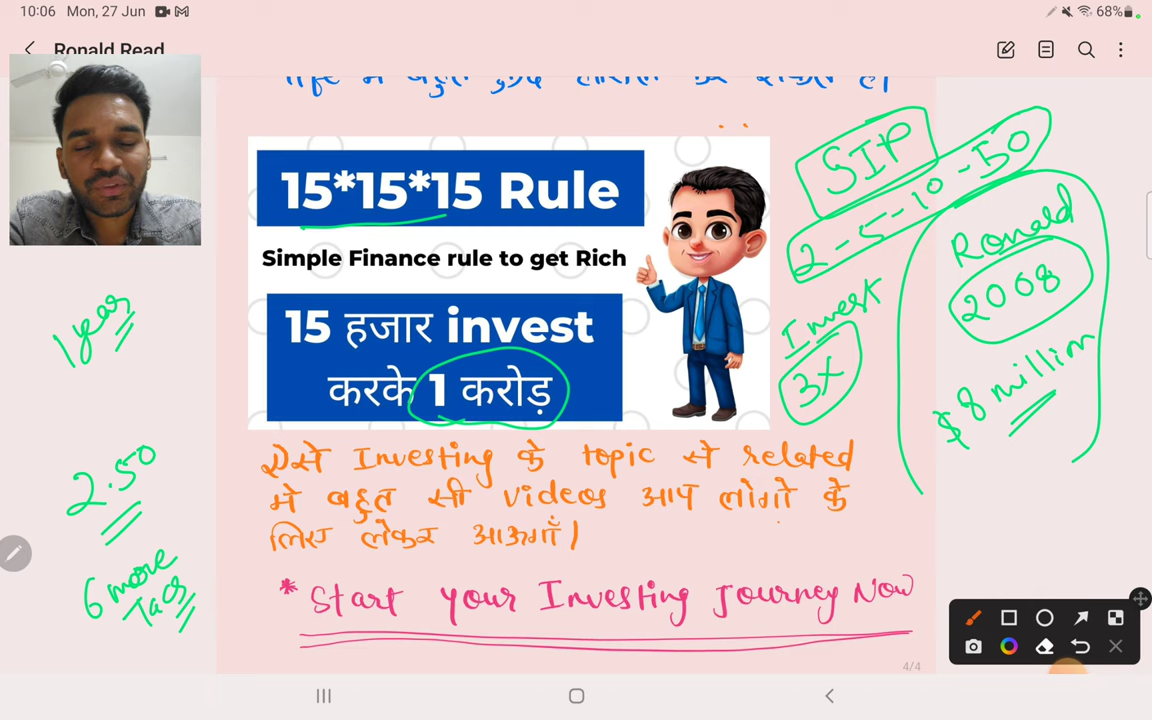 10:06 Mon, 27 Jun
68%
Ronald Read
15*15*15 Rule
Simple Finance rule to get Rich
15 हजार invest
करके 1 करोड़
SIP
2-5-10-50
Ronald
2008
$8 million
Invest
3X
1 year
2.50
6 more
ऐसे Investing के topic से related
में बहुत सी videos आप लोगो के
लिए लेकर आऊगाँ।
* Start your Investing Journey Now
4/4